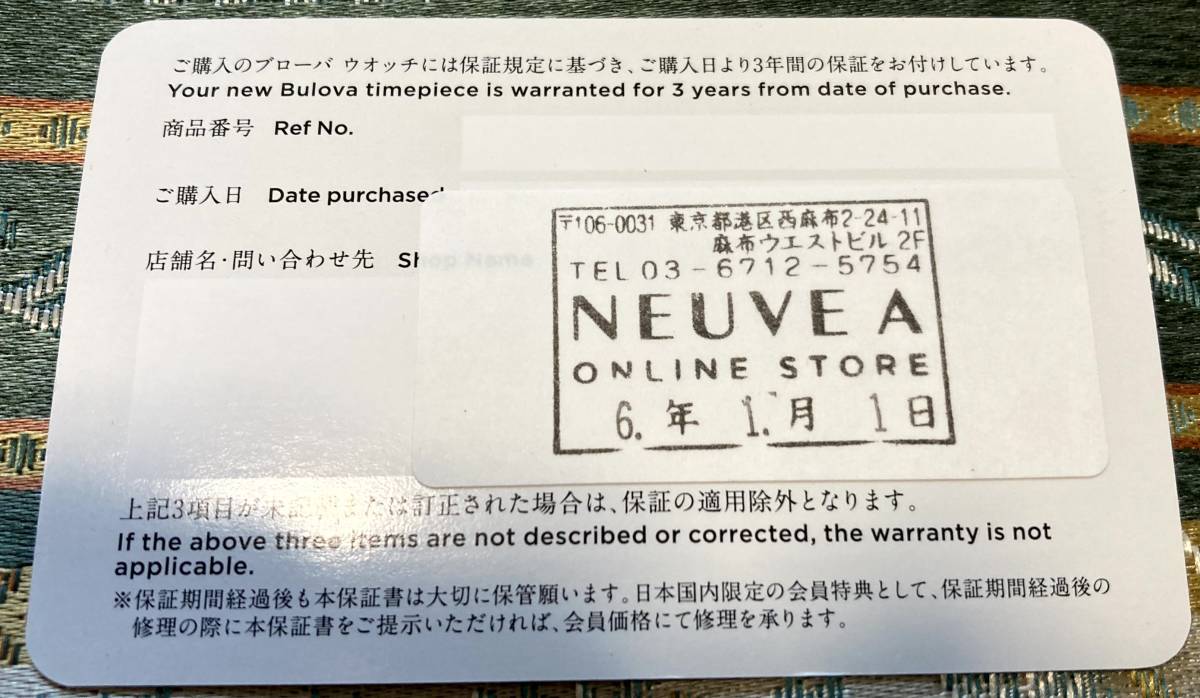 ご購入のブローバ ウオッチには保証規定に基づき、ご購入日より3年間の保証をお付けしています。
Your new Bulova timepiece is warranted for 3 years from date of purchase.
商品番号 Ref No.
ご購入日 Date purchased
店舗名・問い合わせ先 Shop Name
〒106-0031 東京都港区西麻布2-24-11
麻布ウエストビル 2F
TEL 03-6712-5754
NEUVE A
ONLINE STORE
6. 年 1. 月 1日
上記3項目が未記載または訂正された場合は、保証の適用除外となります。
If the above three items are not described or corrected, the warranty is not
applicable.
※保証期間経過後も本保証書は大切に保管願います。日本国内限定の会員特典として、保証期間経過後の
修理の際に本保証書をご提示いただければ、会員価格にて修理を承ります。